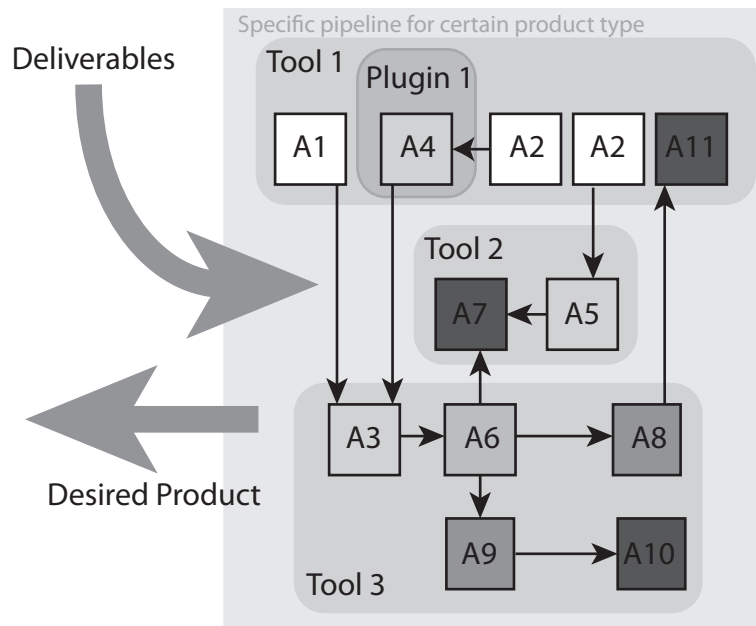 Specific pipeline for certain product type
Deliverables
Tool 1
Plugin 1
A1
A4
A2
A2
A11
Tool 2
A7
A5
A3
A6
A8
Desired Product
A9
A10
Tool 3